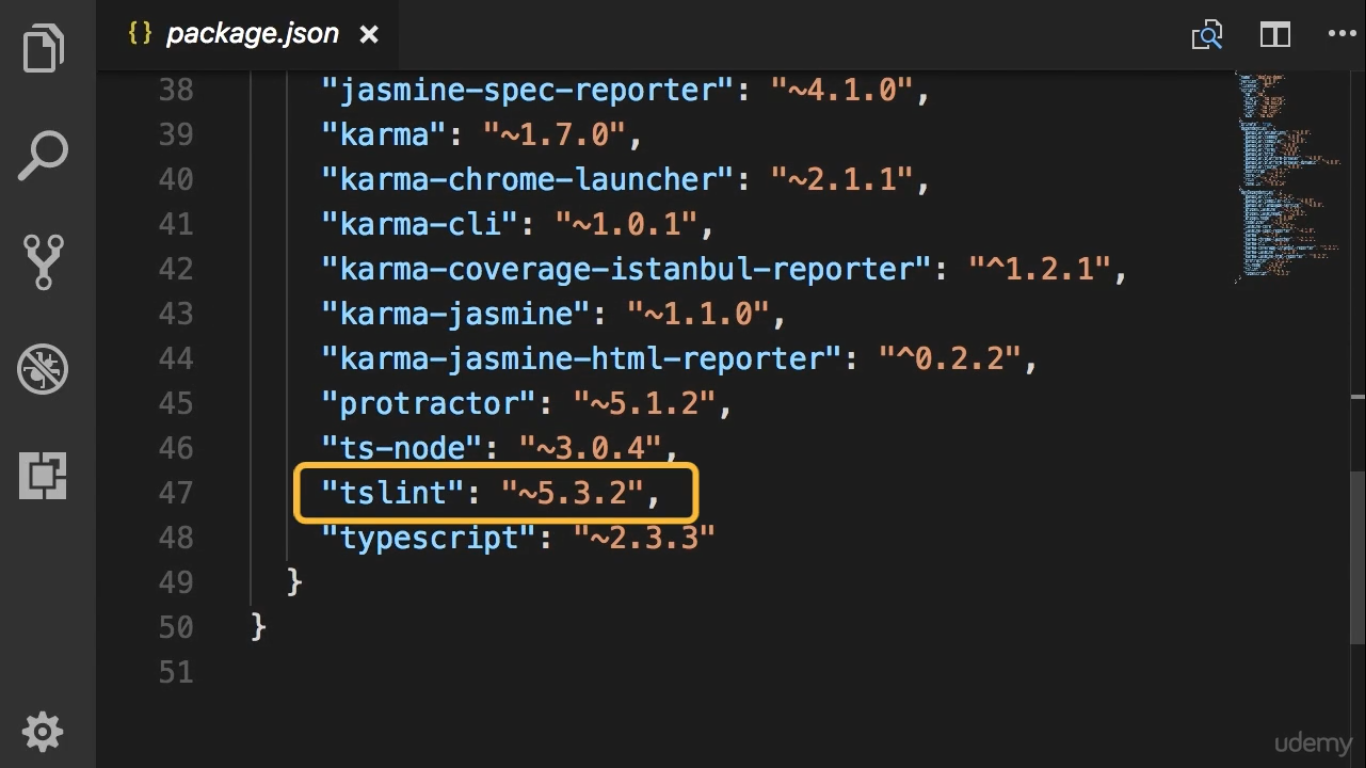 {} package.json ×
38 "jasmine-spec-reporter": "~4.1.0",
39 "karma": "~1.7.0",
40 "karma-chrome-launcher": "~2.1.1",
41 "karma-cli": "~1.0.1",
42 "karma-coverage-istanbul-reporter": "^1.2.1",
43 "karma-jasmine": "~1.1.0",
44 "karma-jasmine-html-reporter": "^0.2.2",
45 "protractor": "~5.1.2",
46 "ts-node": "~3.0.4",
47 "tslint": "~5.3.2",
48 "typescript": "~2.3.3"
49 }
50 }
51
udemy